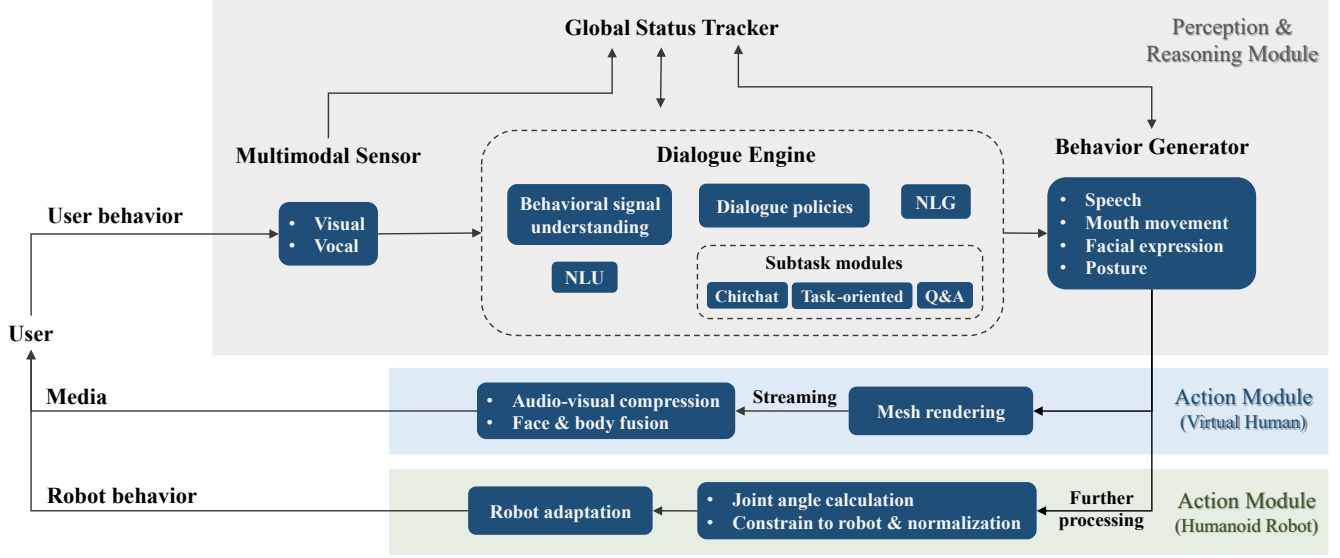 Global Status Tracker
Perception &
Reasoning Module
Multimodal Sensor
Dialogue Engine
Behavior Generator
User behavior
• Visual
• Vocal
Behavioral signal
understanding
Dialogue policies
NLG
NLU
Subtask modules
Chitchat
Task-oriented
Q&A
• Speech
• Mouth movement
• Facial expression
• Posture
User
Media
• Audio-visual compression
• Face & body fusion
Streaming
Mesh rendering
Action Module
(Virtual Human)
Robot behavior
Robot adaptation
• Joint angle calculation
• Constrain to robot & normalization
Further
processing
Action Module
(Humanoid Robot)